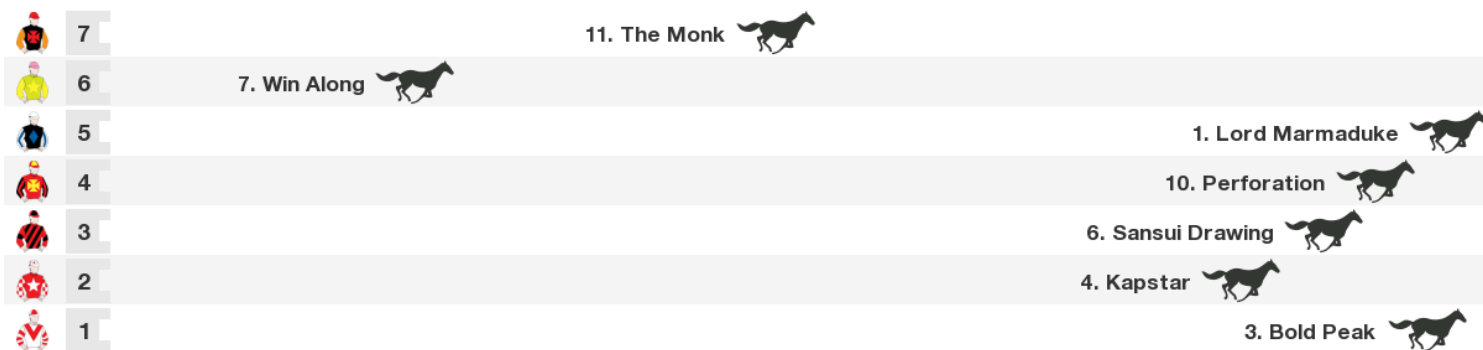 7 11. The Monk
6 7. Win Along
5 1. Lord Marmaduke
4 10. Perforation
3 6. Sansui Drawing
2 4. Kapstar
1 3. Bold Peak